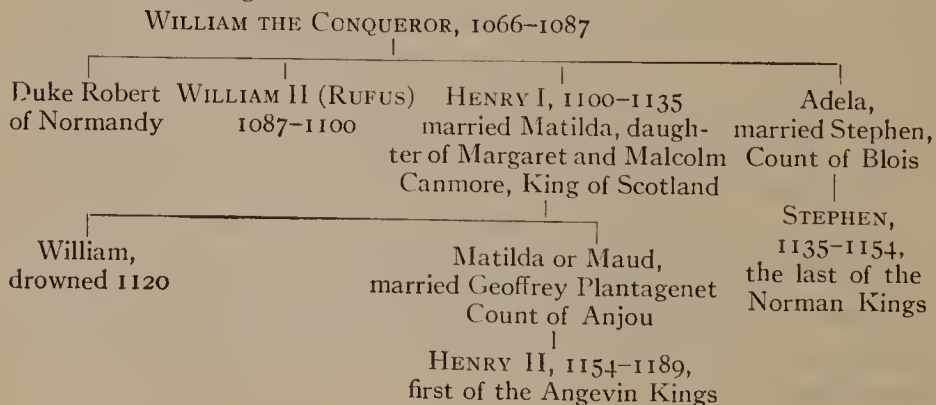 WILLIAM THE CONQUEROR, 1066–1087
Duke Robert
of Normandy
WILLIAM II (RUFUS)
1087–1100
HENRY I, 1100–1135
married Matilda, daugh-
ter of Margaret and Malcolm
Canmore, King of Scotland
Adela,
married Stephen,
Count of Blois
STEPHEN,
1135–1154,
the last of the
Norman Kings
William,
drowned 1120
Matilda or Maud,
married Geoffrey Plantagenet
Count of Anjou
HENRY II, 1154–1189,
first of the Angevin Kings